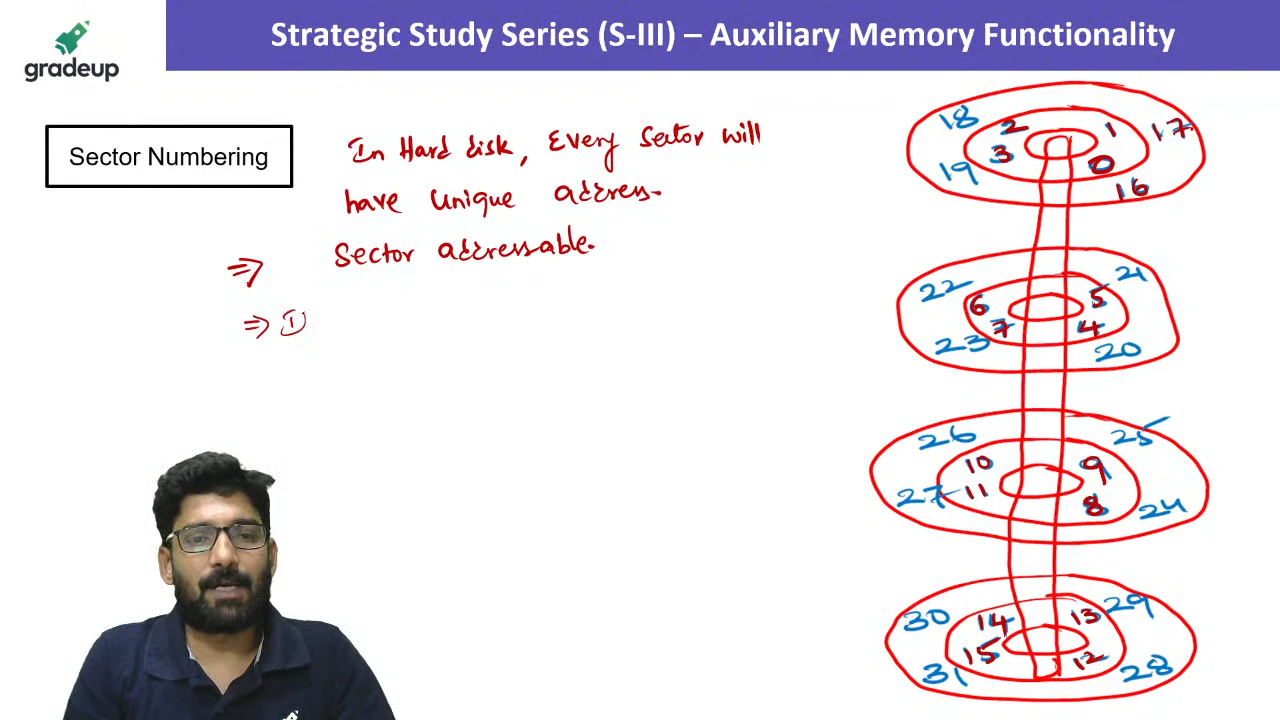 Strategic Study Series (S-III) – Auxiliary Memory Functionality
gradeup
Sector Numbering
In Hard disk, Every Sector will
have unique address.
⇒ Sector addressable.
⇒ ①
18 2 1 17
19 3 0 16
22 6 5 21
23 7 4 20
26 10 9 25
27 11 8 24
30 14 13 29
31 15 12 28